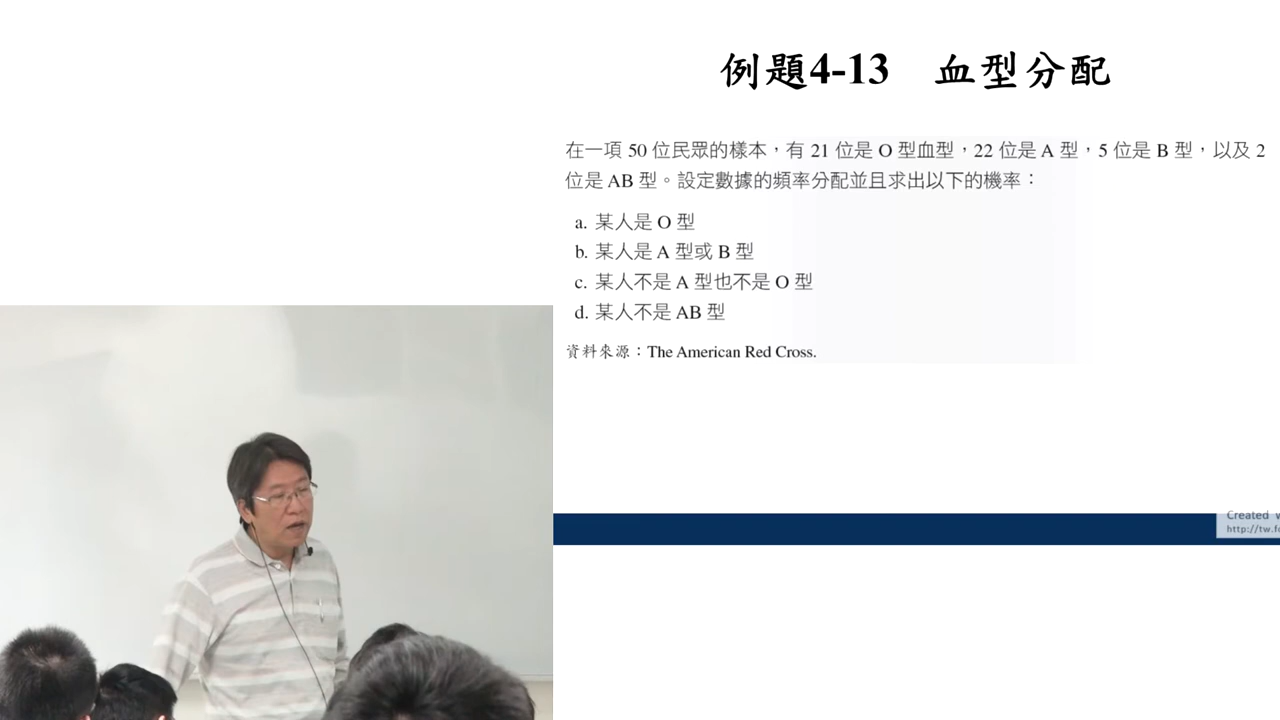 例題4-13 血型分配
在一項 50 位民眾的樣本，有 21 位是 O 型血型，22 位是 A 型，5 位是 B 型，以及 2
位是 AB 型。設定數據的頻率分配並且求出以下的機率：
a. 某人是 O 型
b. 某人是 A 型或 B 型
c. 某人不是 A 型也不是 O 型
d. 某人不是 AB 型
資料來源：The American Red Cross.
Created
http://tw.fo